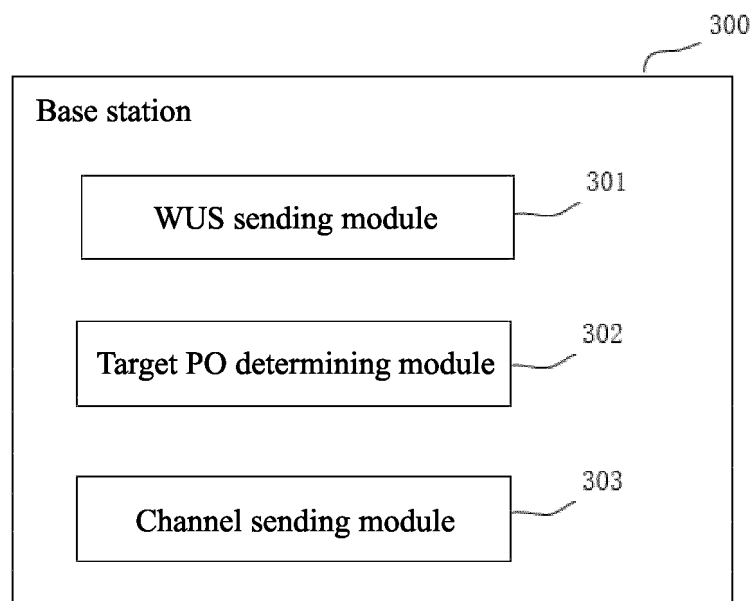 300
Base station
301
WUS sending module
302
Target PO determining module
303
Channel sending module